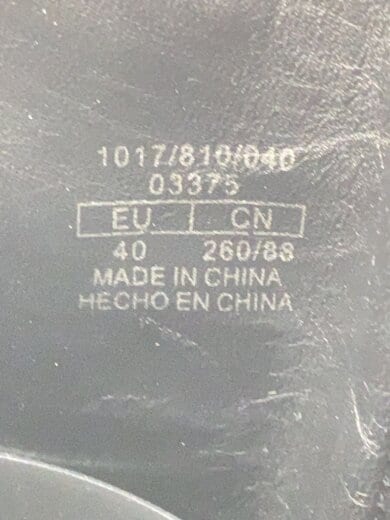 1017/810/040
03375
EU CN
40 260/88
MADE IN CHINA
HECHO EN CHINA